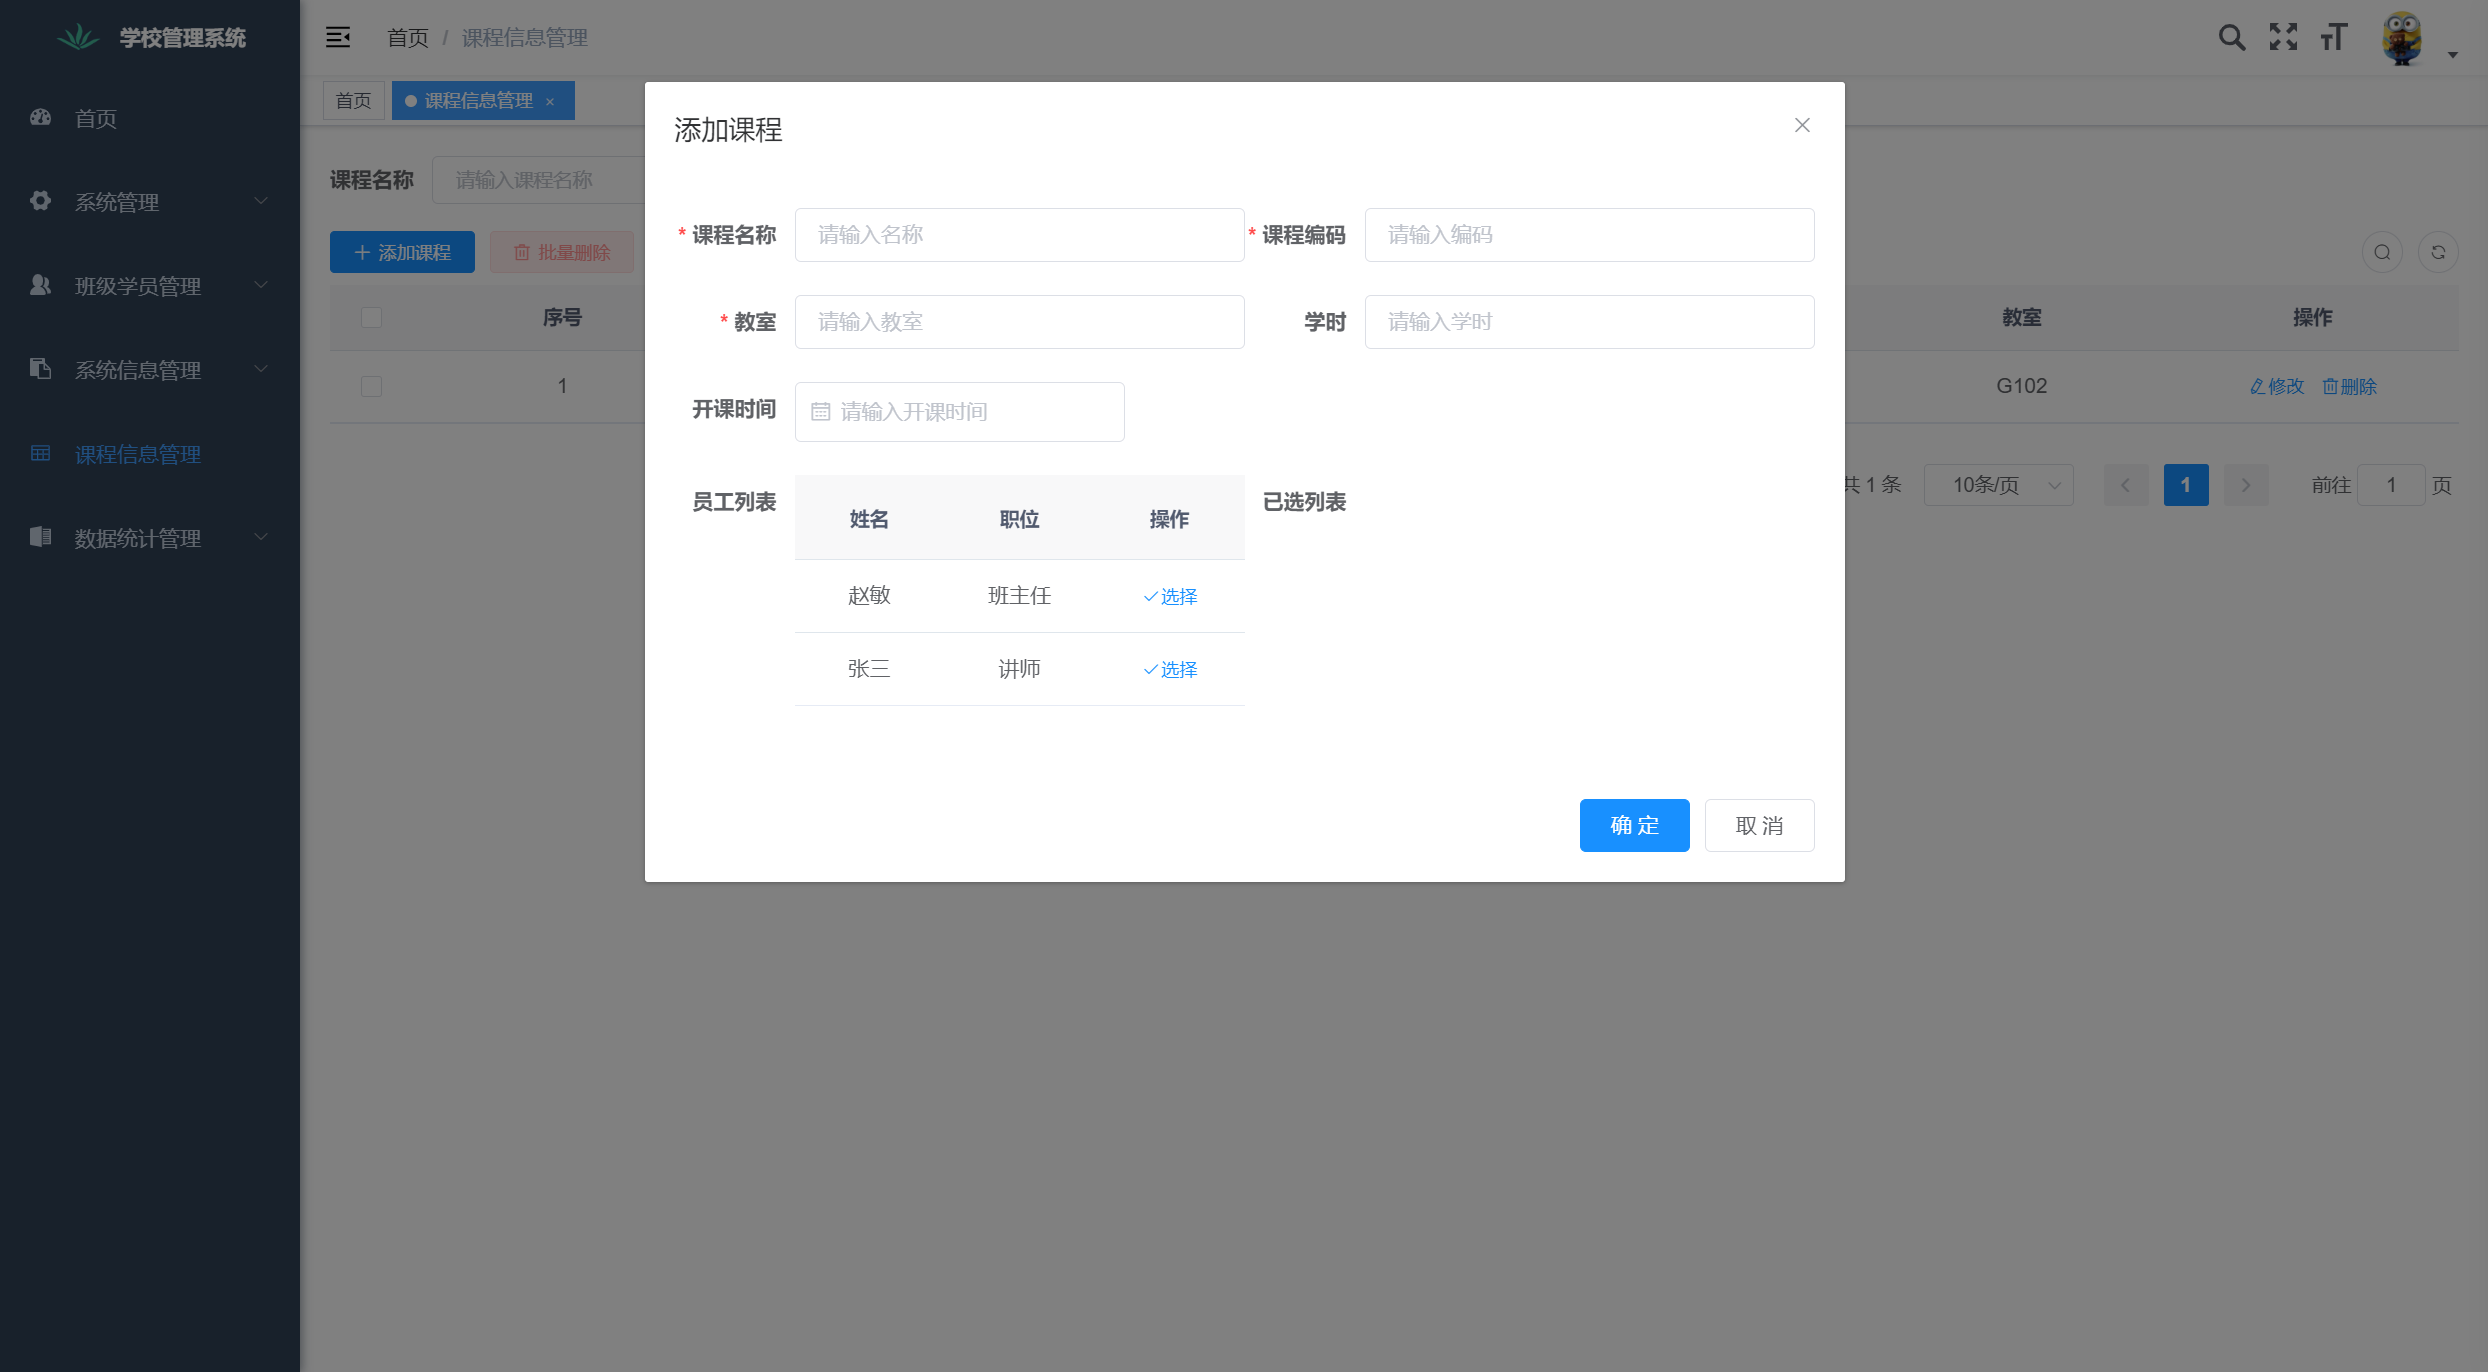 学校管理系统
首页
系统管理
班级学员管理
系统信息管理
课程信息管理
数据统计管理
首页 / 课程信息管理
首页
课程信息管理 ×
课程名称 请输入课程名称
+ 添加课程 批量删除
序号 教室 操作
1 G102 修改 删除
共 1 条 10条/页 1 前往 1 页
添加课程
* 课程名称 请输入名称 * 课程编码 请输入编码
* 教室 请输入教室 学时 请输入学时
开课时间 请输入开课时间
员工列表 已选列表
姓名 职位 操作
赵敏 班主任 选择
张三 讲师 选择
确 定 取 消